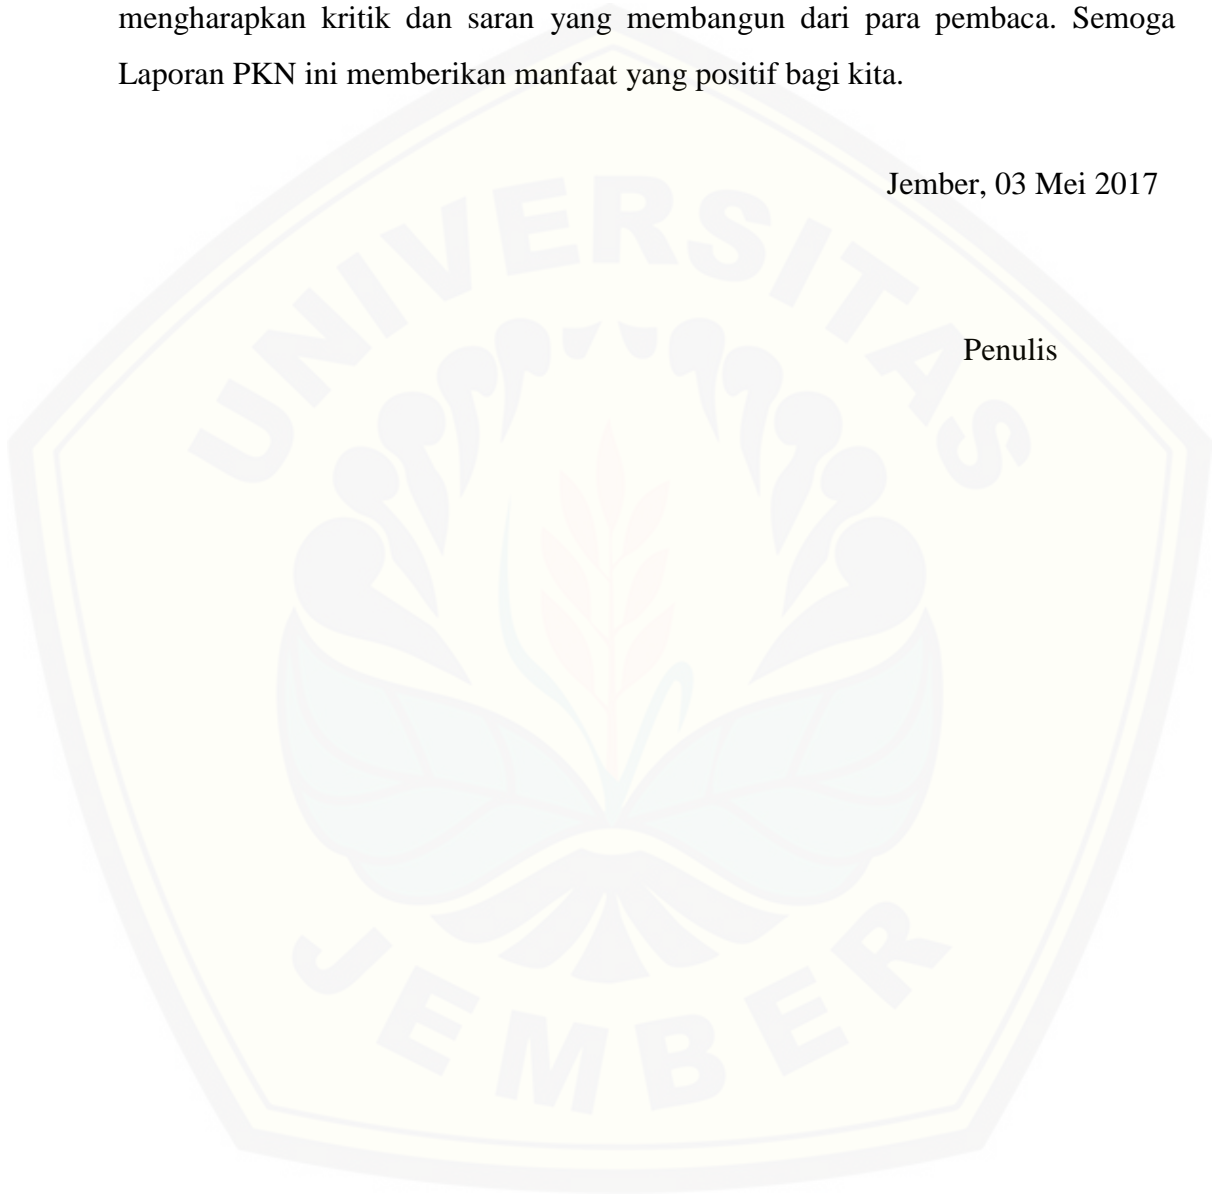 mengharapkan kritik dan saran yang membangun dari para pembaca. Semoga
Laporan PKN ini memberikan manfaat yang positif bagi kita.
Jember, 03 Mei 2017
Penulis
UNIVERSITAS
JEMBER